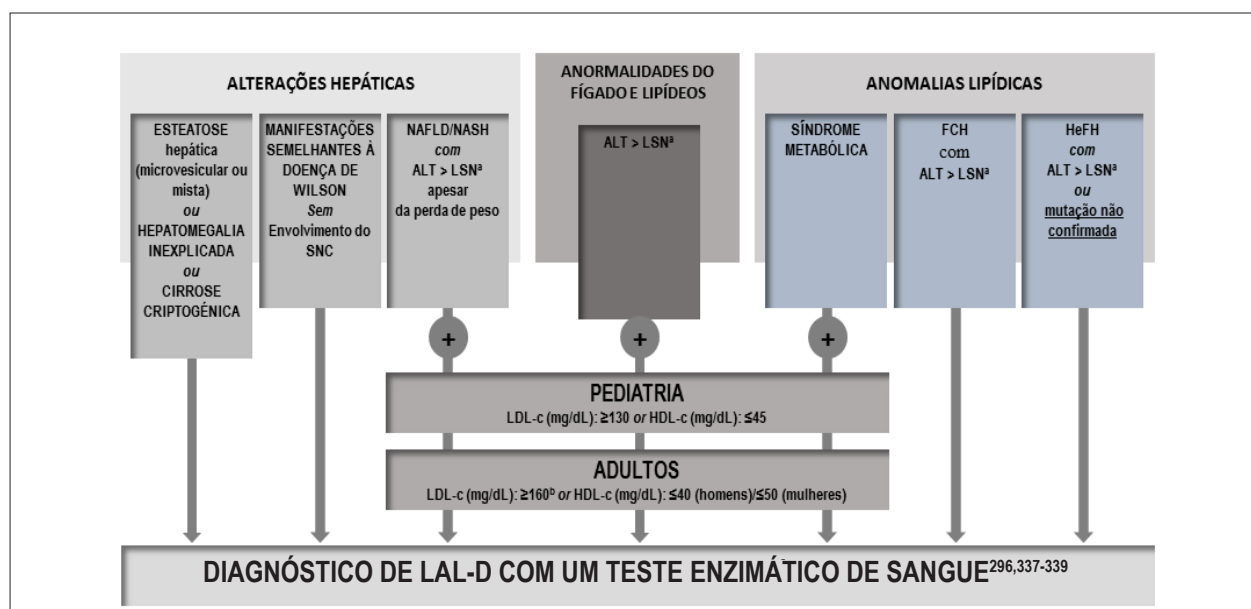 ALTERAÇÕES HEPÁTICAS
ESTEATOSE
hepática
(microvesicular ou
mista)
ou
HEPATOMEGALIA
INEXPLICADA
ou
CIRROSE
CRIPTOGÉNICA
MANIFESTAÇÕES
SEMELHANTES À
DOENÇA DE
WILSON
Sem
Envolvimento do
SNC
NAFLD/NASH
com
ALT > LSNª
apesar
da perda de peso
ANORMALIDADES DO
FÍGADO E LIPÍDEOS
ALT > LSNª
ANOMALIAS LIPÍDICAS
SÍNDROME
METABÓLICA
FCH
com
ALT > LSNª
HeFH
com
ALT > LSNª
ou
mutação não
confirmada
+
+
+
PEDIATRIA
LDL-c (mg/dL): ≥130 or HDL-c (mg/dL): ≤45
ADULTOS
LDL-c (mg/dL): ≥160ᵇ or HDL-c (mg/dL): ≤40 (homens)/≤50 (mulheres)
DIAGNÓSTICO DE LAL-D COM UM TESTE ENZIMÁTICO DE SANGUE²⁹⁶,³³⁷⁻³³⁹